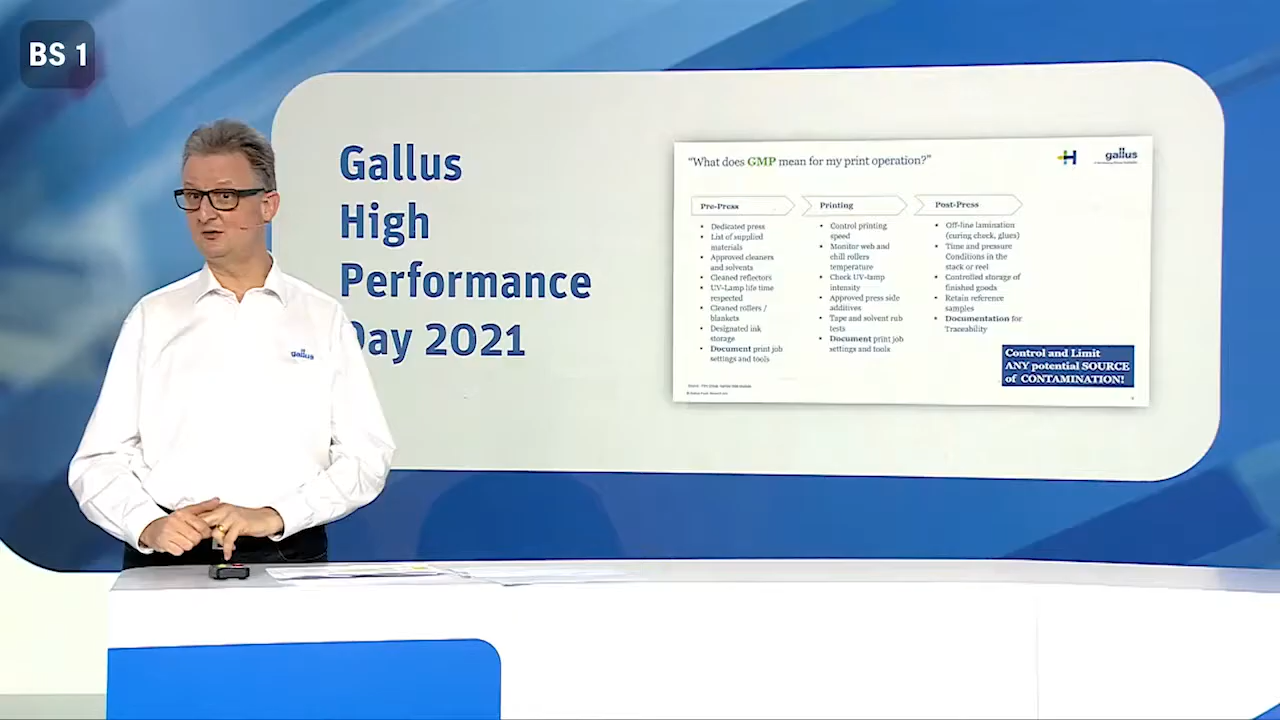 BS 1
Gallus
High
Performance
Day 2021
gallus
"What does GMP mean for my print operation?"
H
gallus
Pre-Press
Dedicated press
List of supplied
materials
Approved cleaners
and solvents
Cleaned reflectors
UV-Lamp life time
respected
Cleaned rollers /
blankets
Designated ink
storage
Document print job
settings and tools
Printing
Control printing
speed
Monitor web and
chill rollers
temperature
Check UV-lamp
intensity
Approved press side
additives
Tape and solvent rub
tests
Document print job
settings and tools
Post-Press
Off-line lamination
(curing check, glues)
Time and pressure
Conditions in the
stack or reel
Controlled storage of
finished goods
Retain reference
samples
Documentation for
Traceability
Control and Limit
ANY potential SOURCE
of CONTAMINATION!